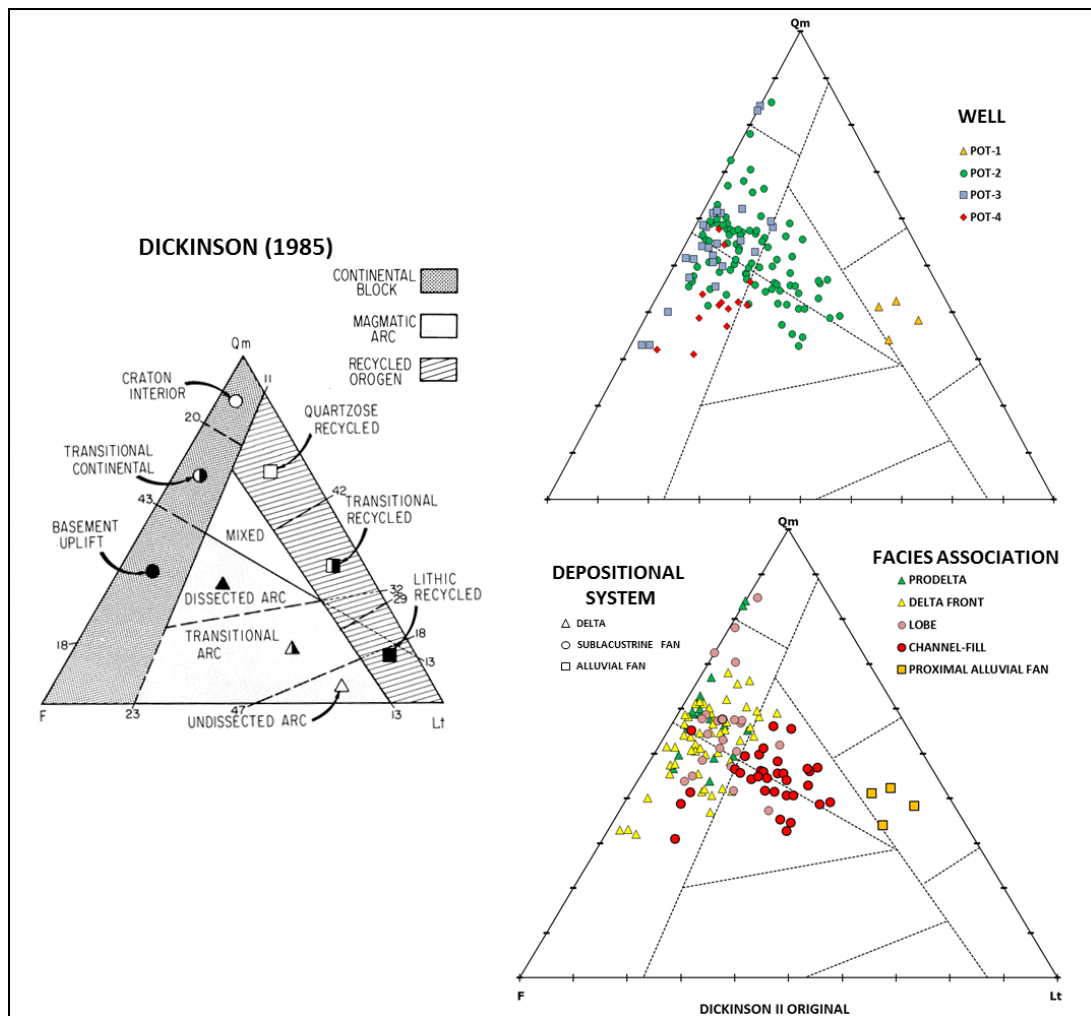 DICKINSON (1985)
CONTINENTAL
BLOCK
MAGMATIC
ARC
RECYCLED
OROGEN
Qm
11
CRATON
INTERIOR
20
QUARTZOSE
RECYCLED
TRANSITIONAL
CONTINENTAL
43
42
TRANSITIONAL
RECYCLED
MIXED
BASEMENT
UPLIFT
DISSECTED ARC
32
29
LITHIC
RECYCLED
TRANSITIONAL
ARC
18
18
13
F
23
47
UNDISSECTED ARC
13
Lt
Qm
WELL
POT-1
POT-2
POT-3
POT-4
F
Lt
Qm
DEPOSITIONAL
SYSTEM
DELTA
SUBLACUSTRINE FAN
ALLUVIAL FAN
FACIES ASSOCIATION
PRODELTA
DELTA FRONT
LOBE
CHANNEL-FILL
PROXIMAL ALLUVIAL FAN
F
Lt
DICKINSON II ORIGINAL